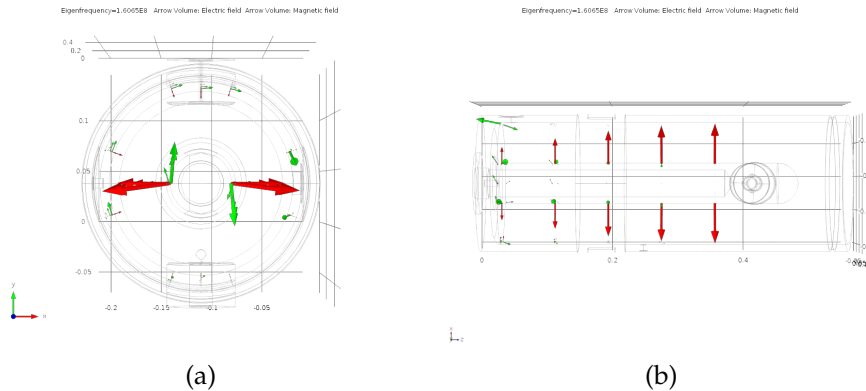 Eigenfrequency=1.6065E8 Arrow Volume: Electric field Arrow Volume: Magnetic field
0.4
0.2
0
0.1
0.05
0
-0.05
-0.2 -0.15 -0.1 -0.05
y
x
(a)
Eigenfrequency=1.6065E8 Arrow Volume: Electric field Arrow Volume: Magnetic field
0 0.2 0.4
x
z
(b)